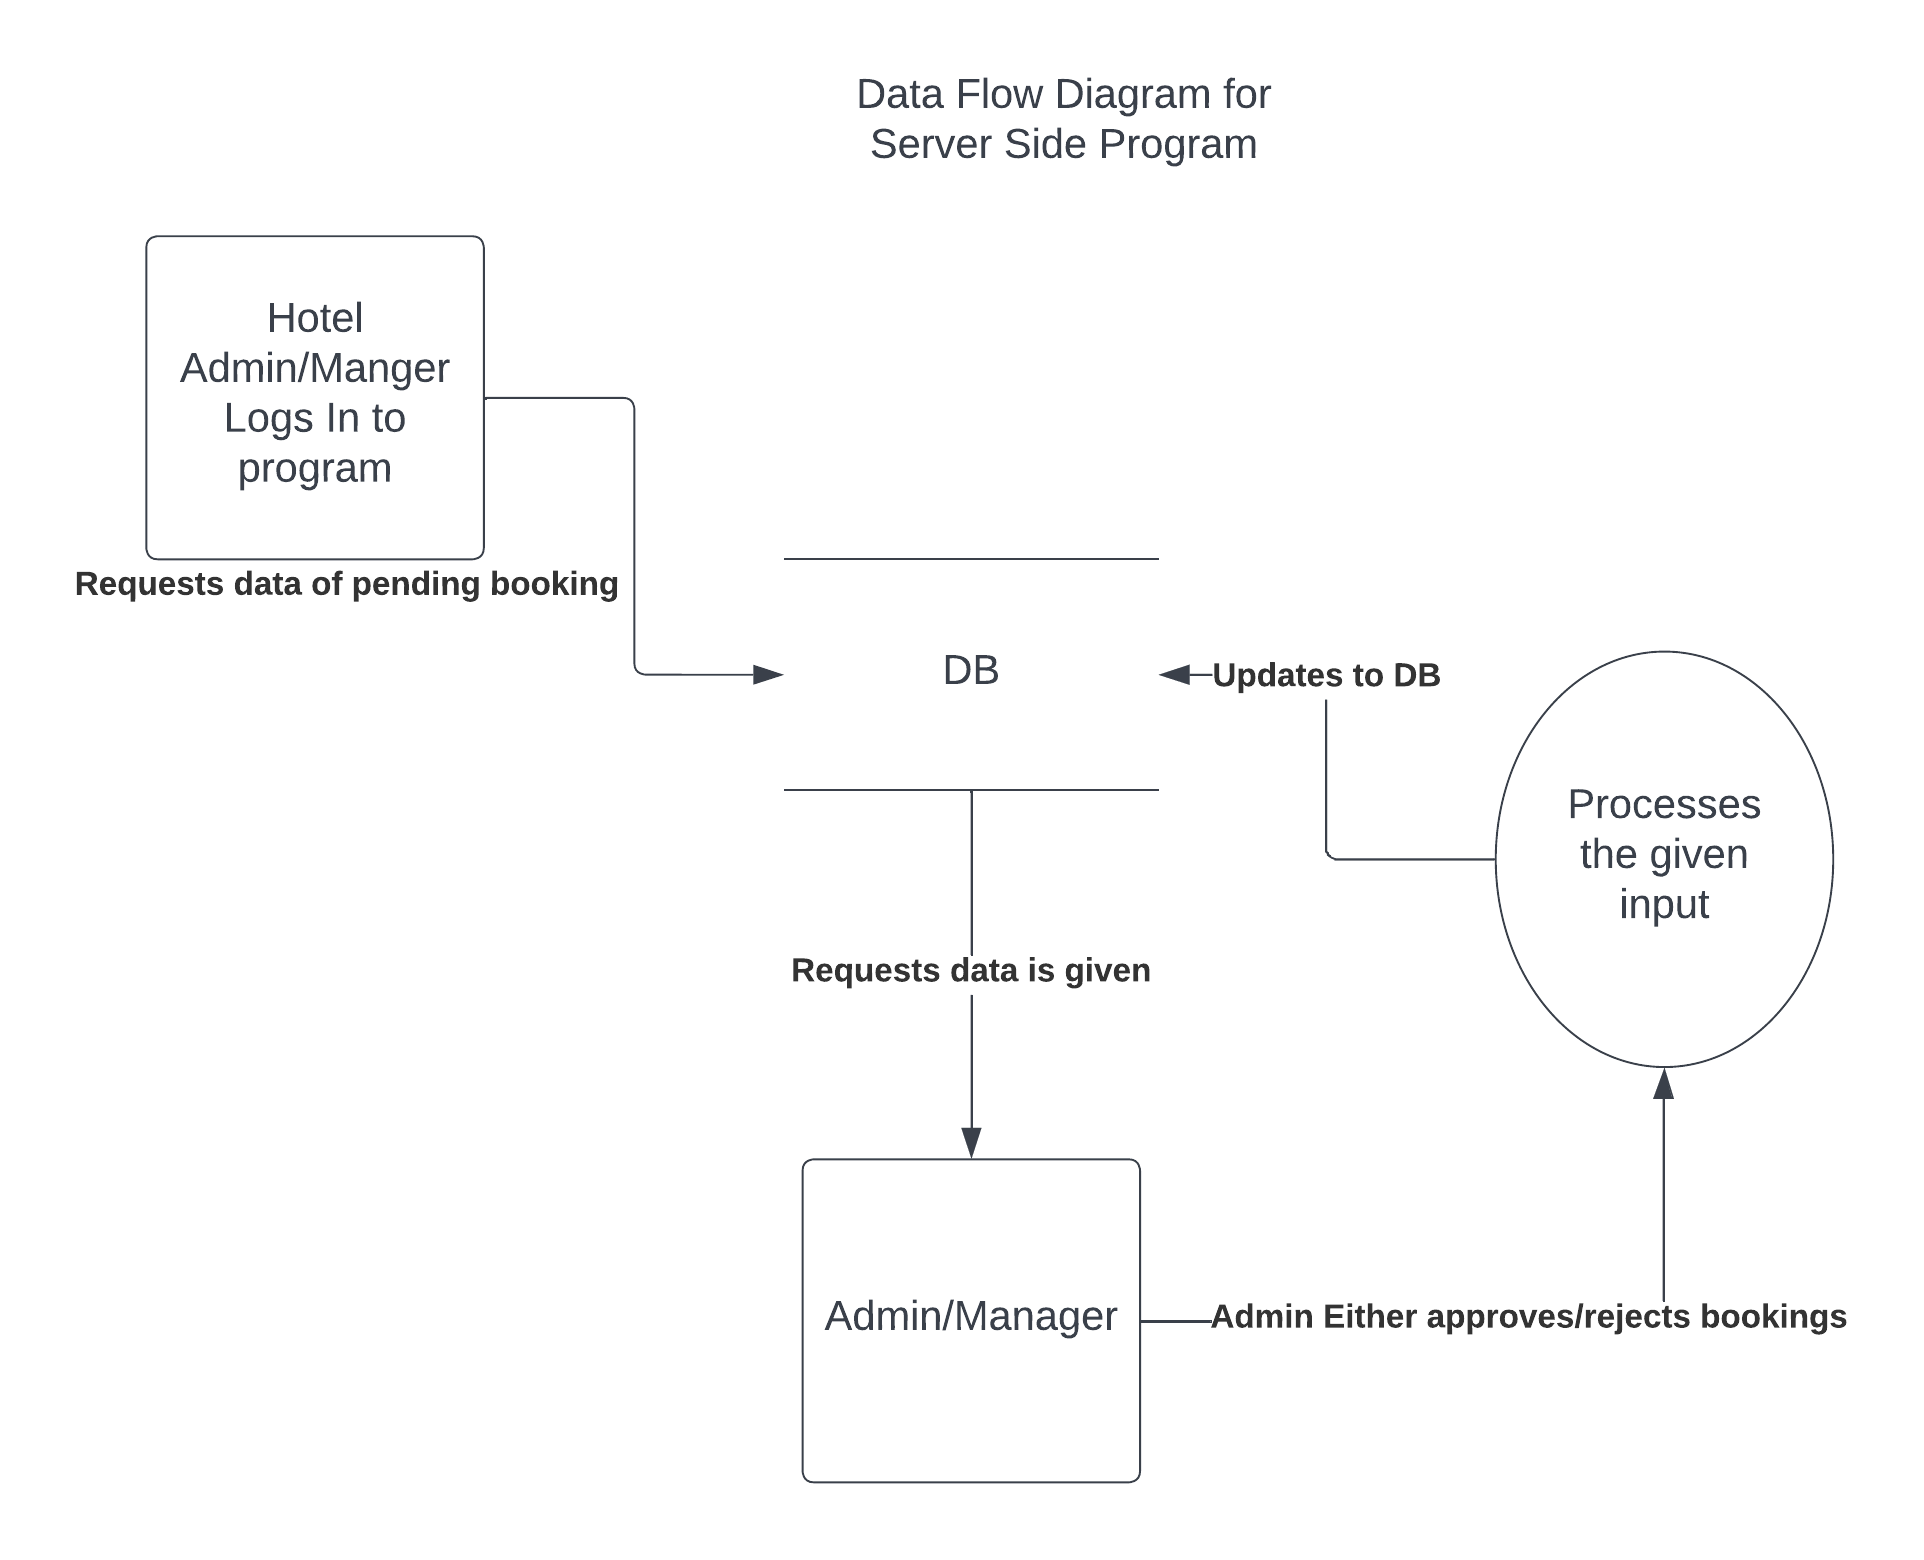 Data Flow Diagram for
Server Side Program
Hotel
Admin/Manger
Logs In to
program
Requests data of pending booking
DB
Updates to DB
Processes
the given
input
Requests data is given
Admin/Manager
Admin Either approves/rejects bookings